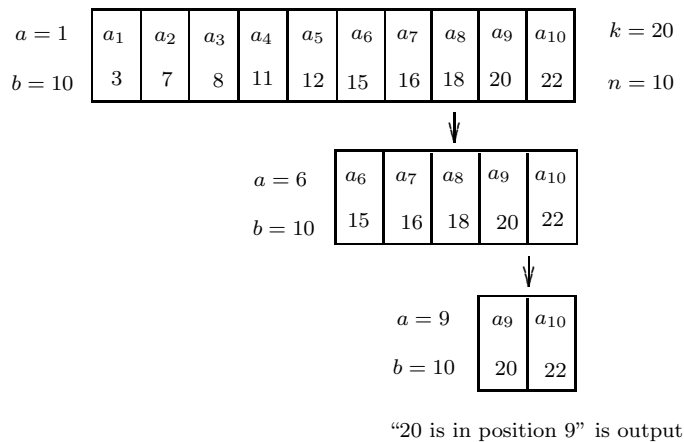 a = 1 a₁ a₂ a₃ a₄ a₅ a₆ a₇ a₈ a₉ a₁₀ k = 20
b = 10 3 7 8 11 12 15 16 18 20 22 n = 10
a = 6 a₆ a₇ a₈ a₉ a₁₀
b = 10 15 16 18 20 22
a = 9 a₉ a₁₀
b = 10 20 22
“20 is in position 9” is output